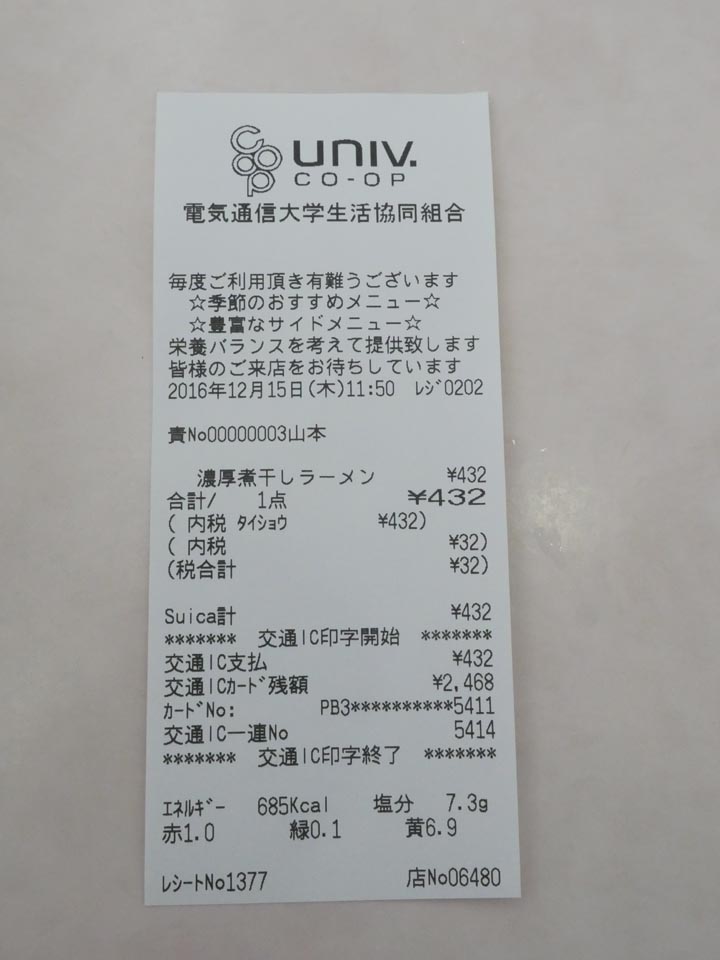 coop univ.
CO-OP
電気通信大学生活協同組合
毎度ご利用頂き有難うございます
☆季節のおすすめメニュー☆
☆豊富なサイドメニュー☆
栄養バランスを考えて提供致します
皆様のご来店をお待ちしています
2016年12月15日(木)11:50 ﾚｼﾞ0202
責No00000003山本
濃厚煮干しラーメン ¥432
合計/ 1点 ¥432
( 内税 ﾀｲｼｮｳ ¥432)
( 内税 ¥32)
(税合計 ¥32)
Suica計 ¥432
******* 交通IC印字開始 *******
交通IC支払 ¥432
交通ICｶｰﾄﾞ残額 ¥2,468
ｶｰﾄﾞNo: PB3**********5411
交通IC一連No 5414
******* 交通IC印字終了 *******
ｴﾈﾙｷﾞｰ 685Kcal 塩分 7.3g
赤1.0 緑0.1 黄6.9
ﾚｼｰﾄNo1377 店No06480